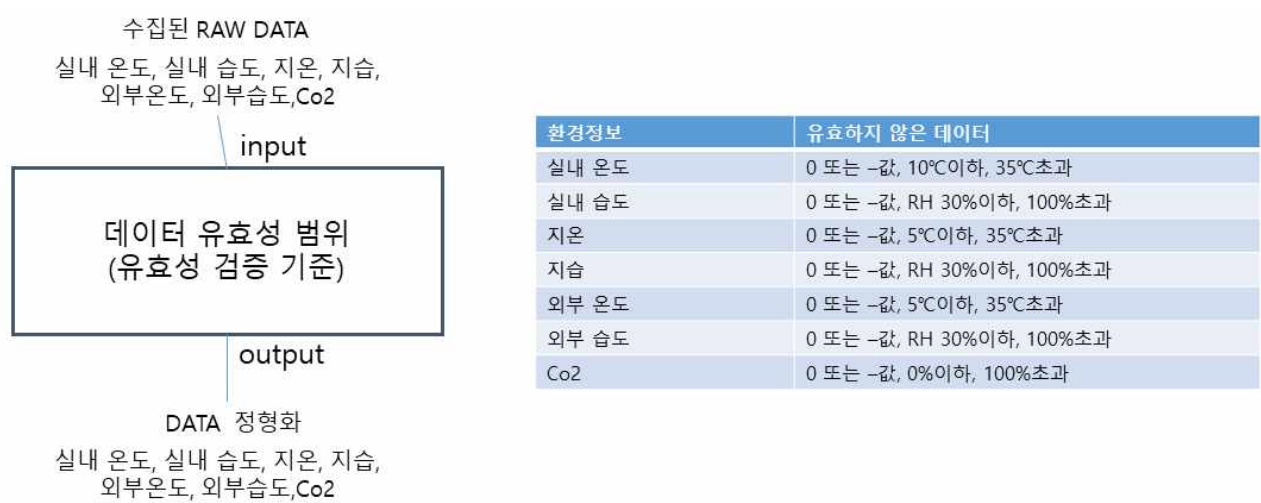 수집된 RAW DATA
실내 온도, 실내 습도, 지온, 지습,
외부온도, 외부습도,Co2
input
데이터 유효성 범위
(유효성 검증 기준)
output
DATA 정형화
실내 온도, 실내 습도, 지온, 지습,
외부온도, 외부습도,Co2
환경정보 유효하지 않은 데이터
실내 온도 0 또는 –값, 10℃이하, 35℃초과
실내 습도 0 또는 –값, RH 30%이하, 100%초과
지온 0 또는 –값, 5℃이하, 35℃초과
지습 0 또는 –값, RH 30%이하, 100%초과
외부 온도 0 또는 –값, 5℃이하, 35℃초과
외부 습도 0 또는 –값, RH 30%이하, 100%초과
Co2 0 또는 –값, 0%이하, 100%초과